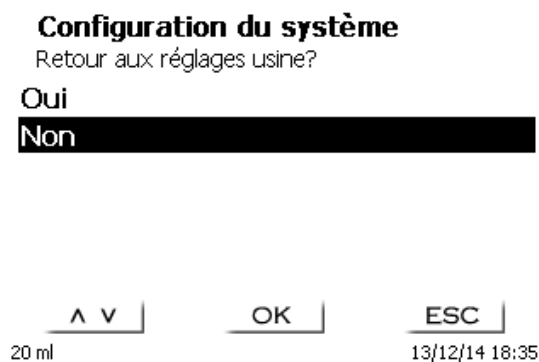 Configuration du système
Retour aux réglages usine?
Oui
Non
∧ ∨ OK ESC
20 ml 13/12/14 18:35